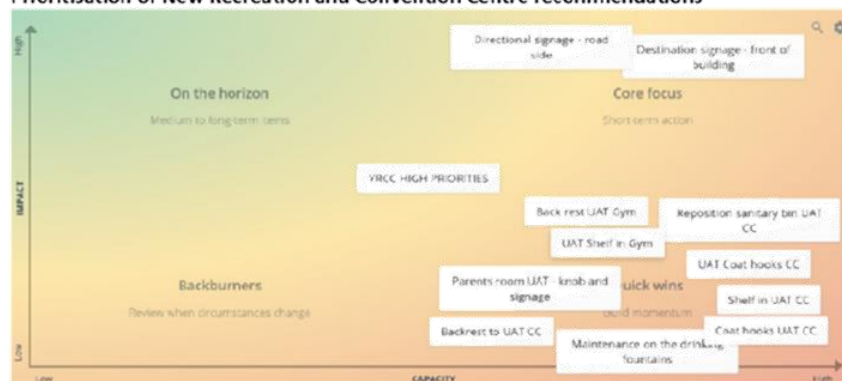 Prioritisation of New Recreation and Convention Centre recommendations
High
Directional signage - road
side
Destination signage - front of
building
On the horizon
Medium to long term items
Core focus
Short term action
YRCC HIGH PRIORITIES
IMPACT
Back rest UAT Gym
Reposition sanitary bin UAT
CC
UAT Shelf in Gym
UAT Coat hooks CC
Backburners
Review when circumstances change
Parents room UAT - knob and
signage
Quick wins
Build momentum
Shelf in UAT CC
Backrest to UAT CC
Coat hooks UAT CC
Maintenance on the drinking
fountains
Low
Low
CAPACITY
High